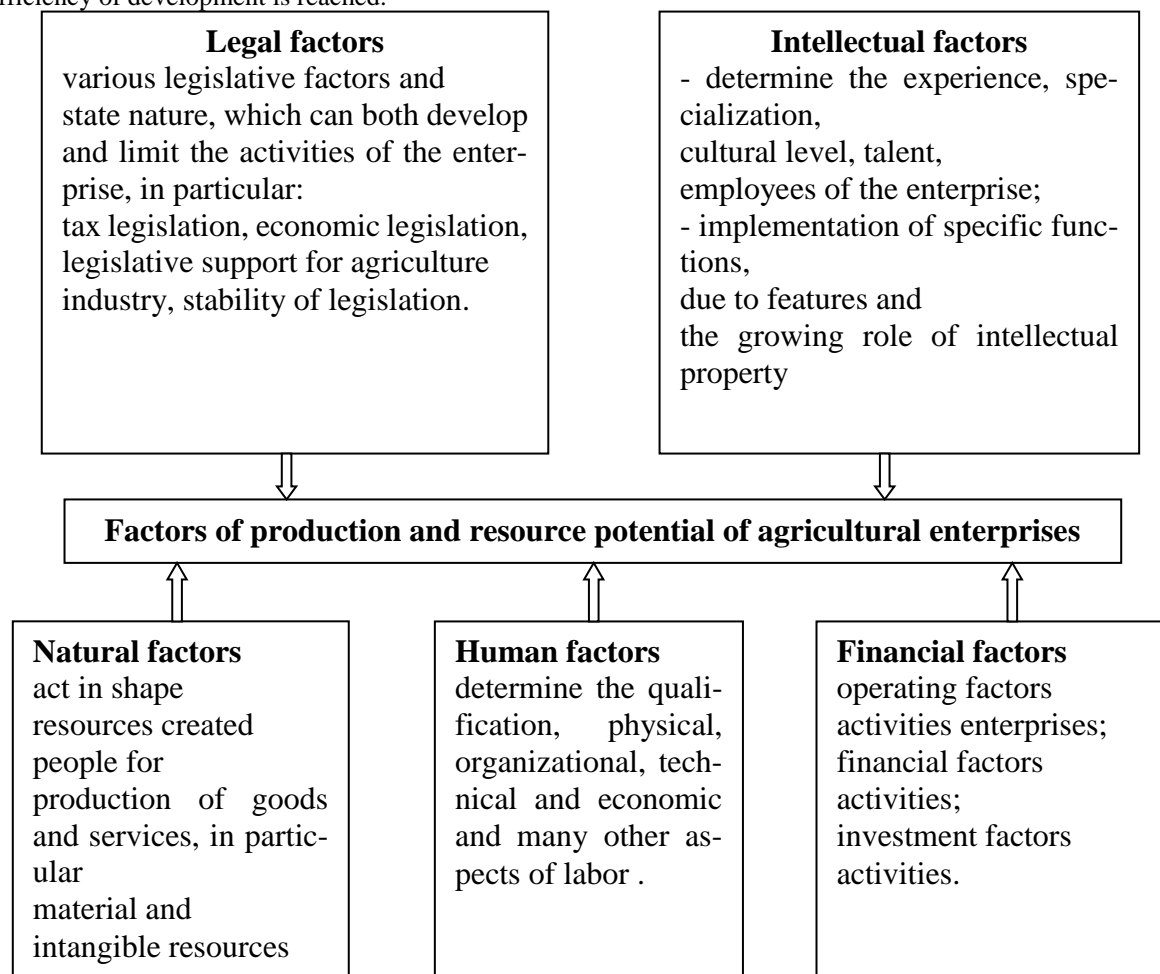 efficiency of development is reached.
Legal factors
various legislative factors and
state nature, which can both develop
and limit the activities of the enter-
prise, in particular:
tax legislation, economic legislation,
legislative support for agriculture
industry, stability of legislation.
Intellectual factors
- determine the experience, spe-
cialization,
cultural level, talent,
employees of the enterprise;
- implementation of specific func-
tions,
due to features and
the growing role of intellectual
property
Factors of production and resource potential of agricultural enterprises
Natural factors
act in shape
resources created
people for
production of goods
and services, in partic-
ular
material and
intangible resources
Human factors
determine the quali-
fication, physical,
organizational, tech-
nical and economic
and many other as-
pects of labor .
Financial factors
operating factors
activities enterprises;
financial factors
activities;
investment factors
activities.